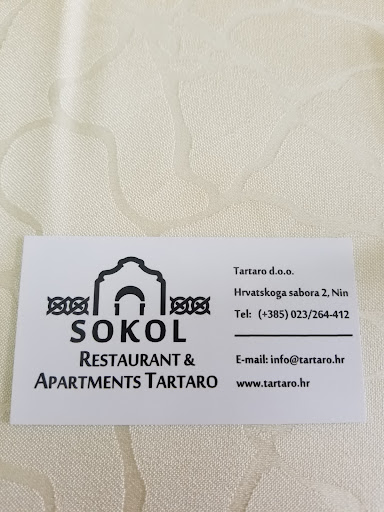 SOKOL
RESTAURANT &
APARTMENTS TARTARO
Tartaro d.o.o.
Hrvatskoga sabora 2, Nin
Tel: (+385) 023/264-412
E-mail: info@tartaro.hr
www.tartaro.hr